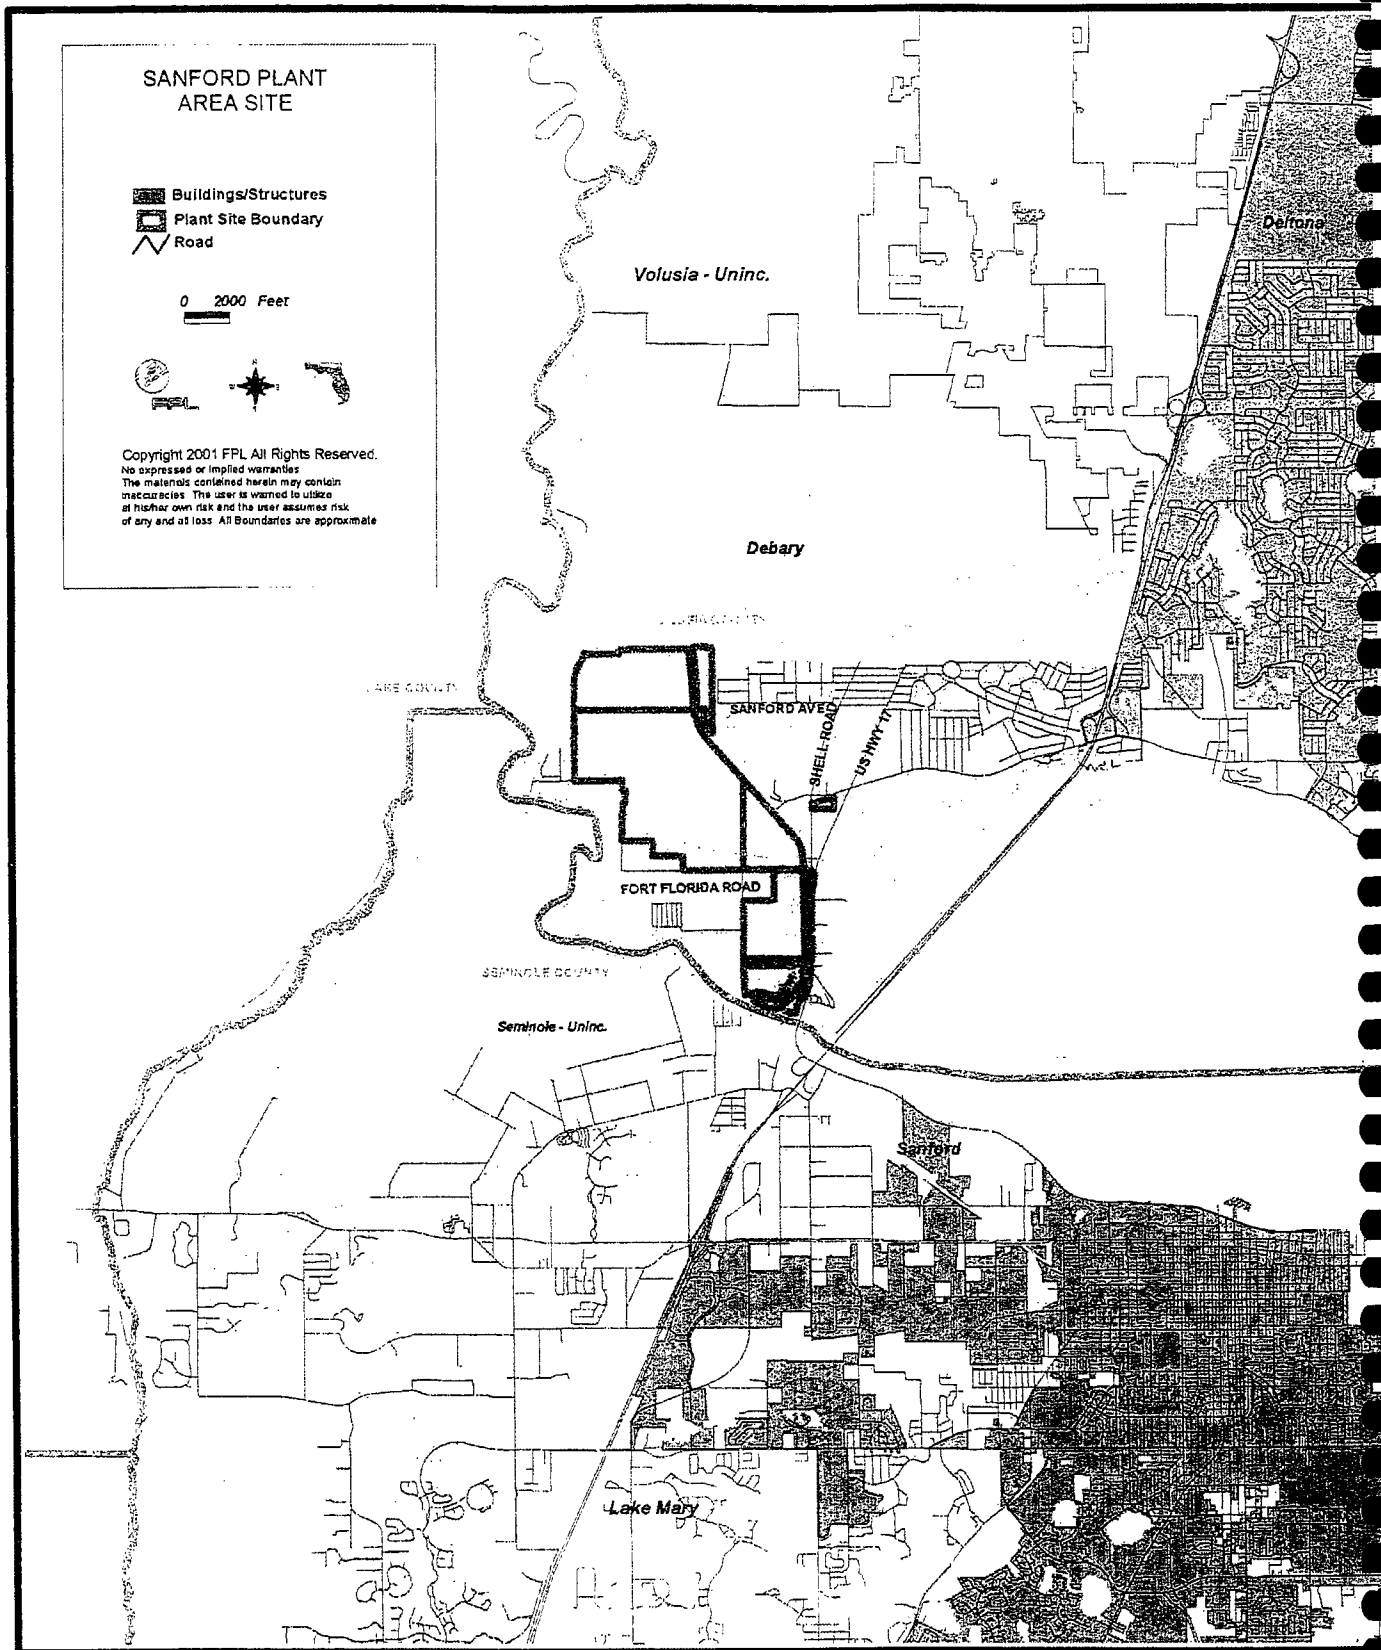 SANFORD PLANT
AREA SITE
Buildings/Structures
Plant Site Boundary
Road
0 2000 Feet
N
FPL
Copyright 2001 FPL All Rights Reserved.
No expressed or implied warranties
The materials contained herein may contain
inaccuracies The user is warned to utilize
at his/her own risk and the user assumes risk
of any and all loss All Boundaries are approximate
Deltona
Volusia - Uninc.
Debary
COUNTY
LAKE COUNTY
SANFORD AVE
SHELL ROAD
US HWY 17
FORT FLORIDA ROAD
SEMINOLE COUNTY
Seminole - Uninc.
Sanford
Lake Mary